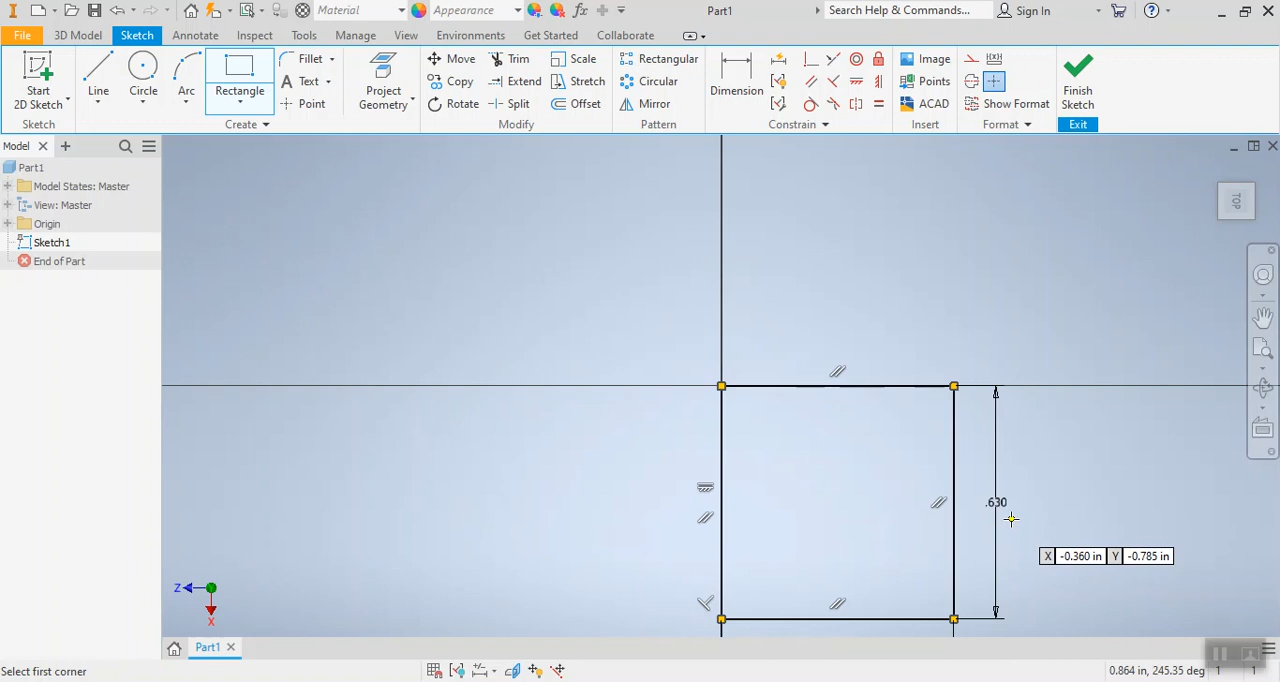 Material
Appearance
Part1
Search Help & Commands...
Sign In
File
3D Model
Sketch
Annotate
Inspect
Tools
Manage
View
Environments
Get Started
Collaborate
Start
2D Sketch
Line
Circle
Arc
Rectangle
Fillet
Text
Point
Project
Geometry
Move
Copy
Rotate
Trim
Extend
Split
Scale
Stretch
Offset
Rectangular
Circular
Mirror
Dimension
Image
Points
ACAD
Show Format
Finish
Sketch
Sketch
Create
Modify
Pattern
Constrain
Insert
Format
Exit
Model
Part1
Model States: Master
View: Master
Origin
Sketch1
End of Part
TOP
.630
X -0.360 in Y -0.785 in
Z
X
Part1
Select first corner
0.864 in, 245.35 deg 1 1